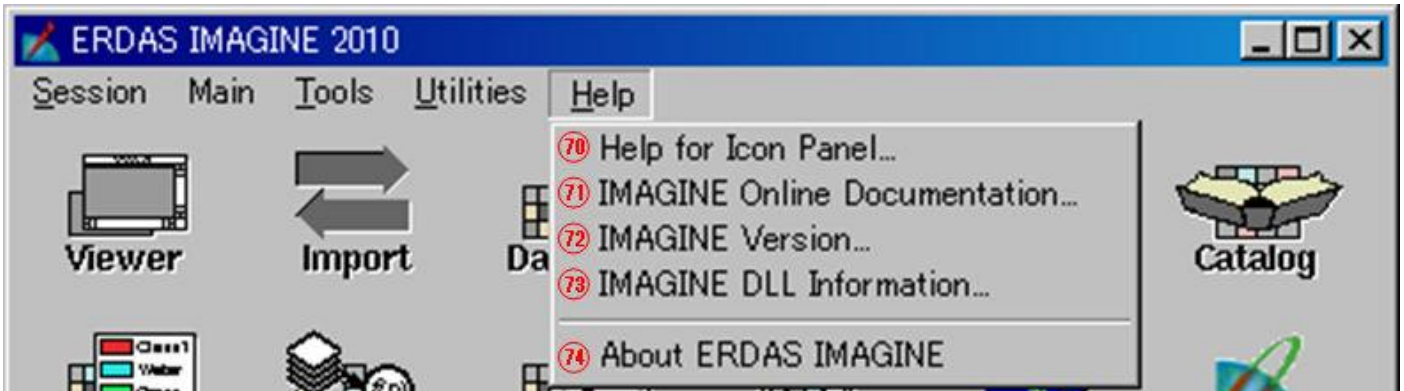 ERDAS IMAGINE 2010
Session Main Tools Utilities Help
70 Help for Icon Panel...
71 IMAGINE Online Documentation...
72 IMAGINE Version...
73 IMAGINE DLL Information...
74 About ERDAS IMAGINE
Viewer Import Da Catalog
Class1
Water